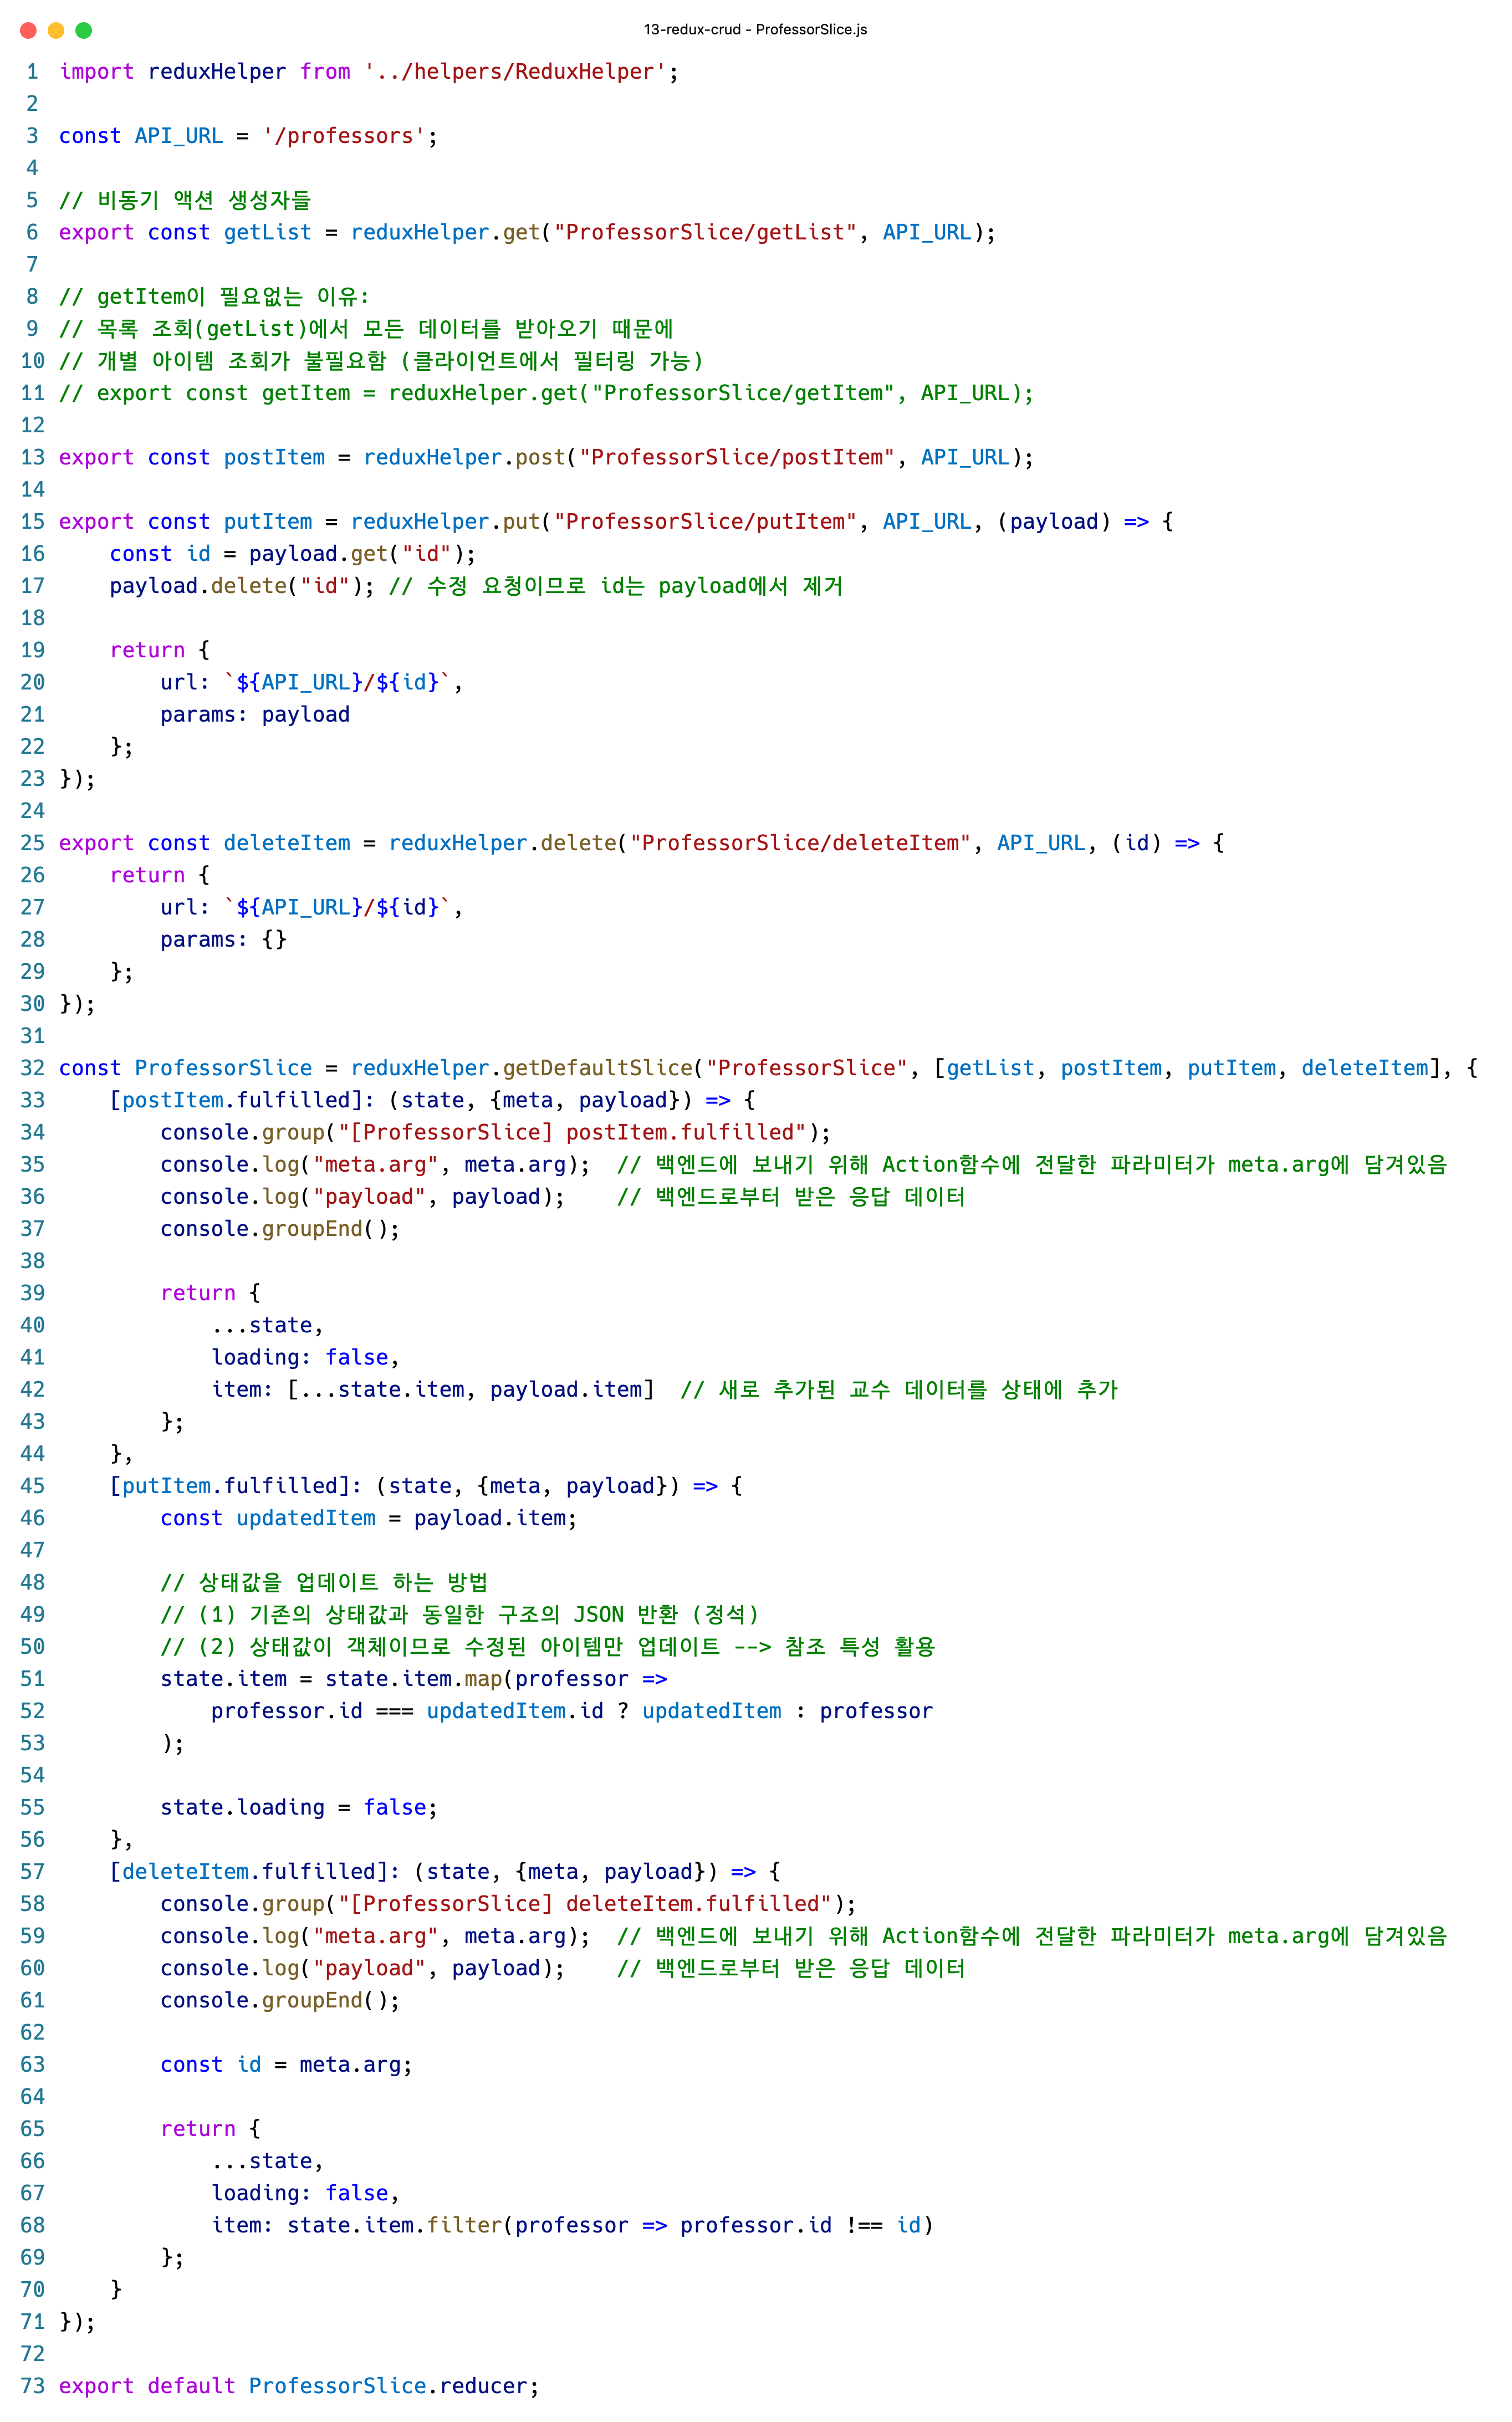 13-redux-crud - ProfessorSlice.js
1 import reduxHelper from '../helpers/ReduxHelper';
2
3 const API_URL = '/professors';
4
5 // 비동기 액션 생성자들
6 export const getList = reduxHelper.get("ProfessorSlice/getList", API_URL);
7
8 // getItem이 필요없는 이유:
9 // 목록 조회(getList)에서 모든 데이터를 받아오기 때문에
10 // 개별 아이템 조회가 불필요함 (클라이언트에서 필터링 가능)
11 // export const getItem = reduxHelper.get("ProfessorSlice/getItem", API_URL);
12
13 export const postItem = reduxHelper.post("ProfessorSlice/postItem", API_URL);
14
15 export const putItem = reduxHelper.put("ProfessorSlice/putItem", API_URL, (payload) => {
16     const id = payload.get("id");
17     payload.delete("id"); // 수정 요청이므로 id는 payload에서 제거
18
19     return {
20         url: `${API_URL}/${id}`,
21         params: payload
22     };
23 });
24
25 export const deleteItem = reduxHelper.delete("ProfessorSlice/deleteItem", API_URL, (id) => {
26     return {
27         url: `${API_URL}/${id}`,
28         params: {}
29     };
30 });
31
32 const ProfessorSlice = reduxHelper.getDefaultSlice("ProfessorSlice", [getList, postItem, putItem, deleteItem], {
33     [postItem.fulfilled]: (state, {meta, payload}) => {
34         console.group("[ProfessorSlice] postItem.fulfilled");
35         console.log("meta.arg", meta.arg);  // 백엔드에 보내기 위해 Action함수에 전달한 파라미터가 meta.arg에 담겨있음
36         console.log("payload", payload);    // 백엔드로부터 받은 응답 데이터
37         console.groupEnd();
38
39         return {
40             ...state,
41             loading: false,
42             item: [...state.item, payload.item]  // 새로 추가된 교수 데이터를 상태에 추가
43         };
44     },
45     [putItem.fulfilled]: (state, {meta, payload}) => {
46         const updatedItem = payload.item;
47
48         // 상태값을 업데이트 하는 방법
49         // (1) 기존의 상태값과 동일한 구조의 JSON 반환 (정석)
50         // (2) 상태값이 객체이므로 수정된 아이템만 업데이트 --> 참조 특성 활용
51         state.item = state.item.map(professor =>
52             professor.id === updatedItem.id ? updatedItem : professor
53         );
54
55         state.loading = false;
56     },
57     [deleteItem.fulfilled]: (state, {meta, payload}) => {
58         console.group("[ProfessorSlice] deleteItem.fulfilled");
59         console.log("meta.arg", meta.arg);  // 백엔드에 보내기 위해 Action함수에 전달한 파라미터가 meta.arg에 담겨있음
60         console.log("payload", payload);    // 백엔드로부터 받은 응답 데이터
61         console.groupEnd();
62
63         const id = meta.arg;
64
65         return {
66             ...state,
67             loading: false,
68             item: state.item.filter(professor => professor.id !== id)
69         };
70     }
71 });
72
73 export default ProfessorSlice.reducer;